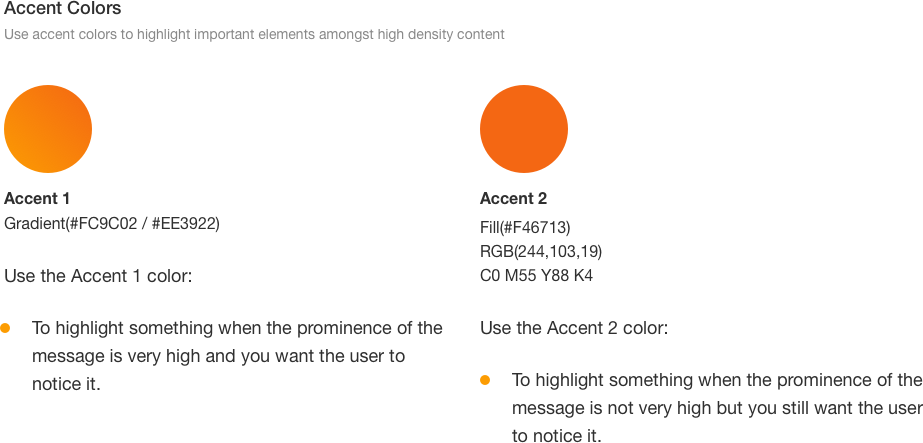 Accent Colors
Use accent colors to highlight important elements amongst high density content
Accent 1
Gradient(#FC9C02 / #EE3922)
Use the Accent 1 color:
To highlight something when the prominence of the
message is very high and you want the user to
notice it.
Accent 2
Fill(#F46713)
RGB(244,103,19)
C0 M55 Y88 K4
Use the Accent 2 color:
To highlight something when the prominence of the
message is not very high but you still want the user
to notice it.